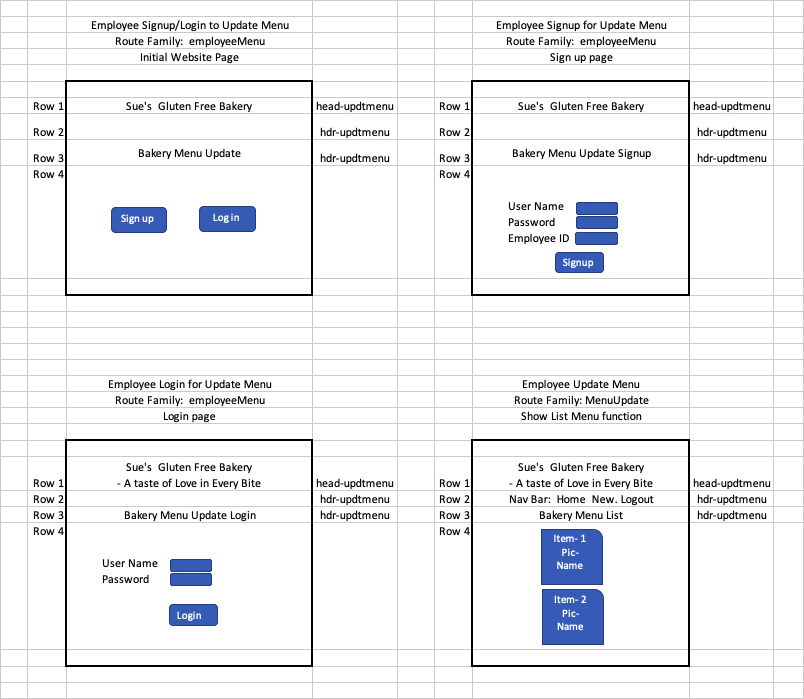 Employee Signup/Login to Update Menu
Route Family: employeeMenu
Initial Website Page
Row 1
Sue's Gluten Free Bakery
head-updtmenu
Row 2
hdr-updtmenu
Bakery Menu Update
Row 3
hdr-updtmenu
Row 4
Sign up
Log in
Employee Signup for Update Menu
Route Family: employeeMenu
Sign up page
Row 1
Sue's Gluten Free Bakery
head-updtmenu
Row 2
hdr-updtmenu
Bakery Menu Update Signup
Row 3
hdr-updtmenu
Row 4
User Name
Password
Employee ID
Signup
Employee Login for Update Menu
Route Family: employeeMenu
Login page
Sue's Gluten Free Bakery
Row 1
- A taste of Love in Every Bite
head-updtmenu
Row 2
hdr-updtmenu
Row 3
Bakery Menu Update Login
hdr-updtmenu
Row 4
User Name
Password
Login
Employee Update Menu
Route Family: MenuUpdate
Show List Menu function
Sue's Gluten Free Bakery
Row 1
- A taste of Love in Every Bite
head-updtmenu
Row 2
Nav Bar: Home New. Logout
hdr-updtmenu
Row 3
Bakery Menu List
hdr-updtmenu
Row 4
Item- 1
Pic-
Name
Item- 2
Pic-
Name